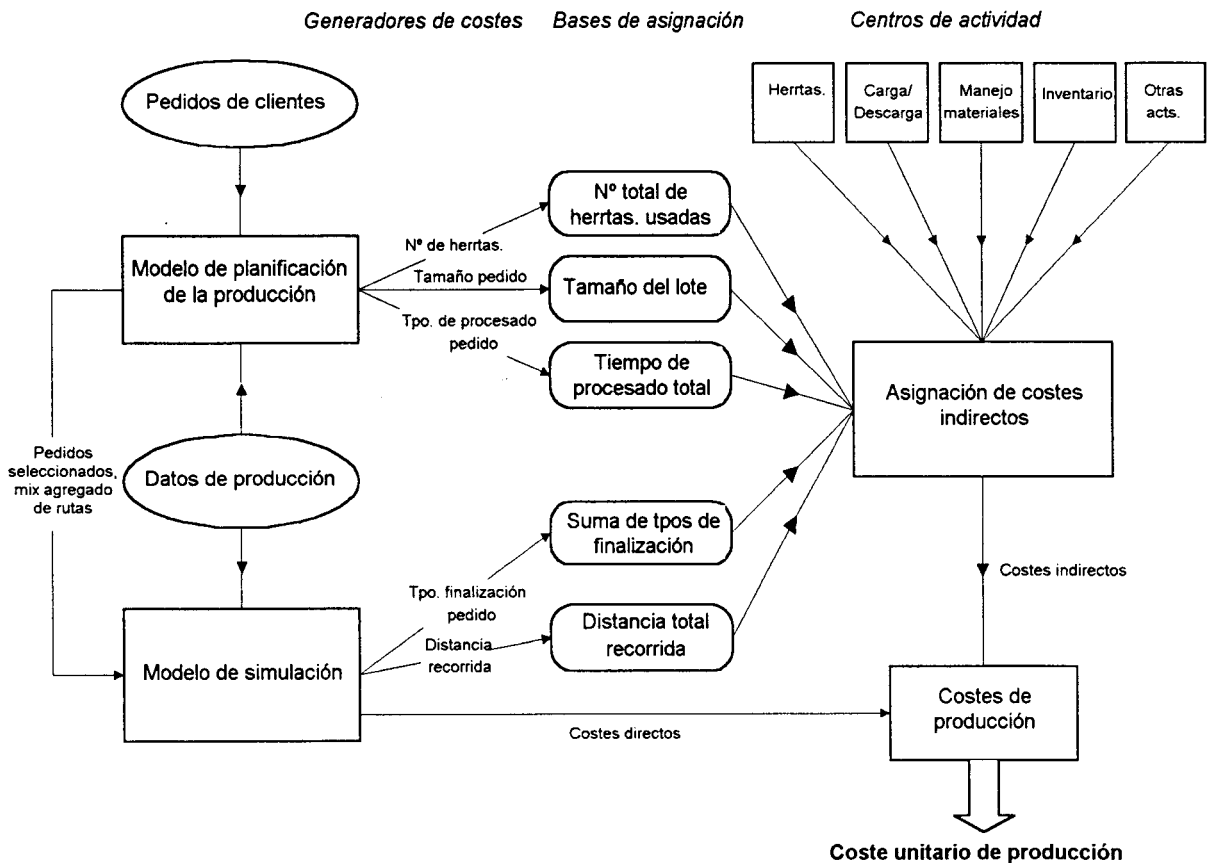 Generadores de costes
Bases de asignación
Centros de actividad
Pedidos de clientes
Herrtas.
Carga/
Descarga
Manejo
materiales
Inventario
Otras
acts.
Nº total de
herrtas. usadas
Nº de herrtas.
Modelo de planificación
de la producción
Tamaño pedido
Tamaño del lote
Tpo. de procesado
pedido
Tiempo de
procesado total
Asignación de costes
indirectos
Pedidos
seleccionados,
mix agregado
de rutas
Datos de producción
Suma de tpos de
finalización
Tpo. finalización
pedido
Costes indirectos
Distancia total
recorrida
Distancia
recorrida
Modelo de simulación
Costes de
producción
Costes directos
Coste unitario de producción